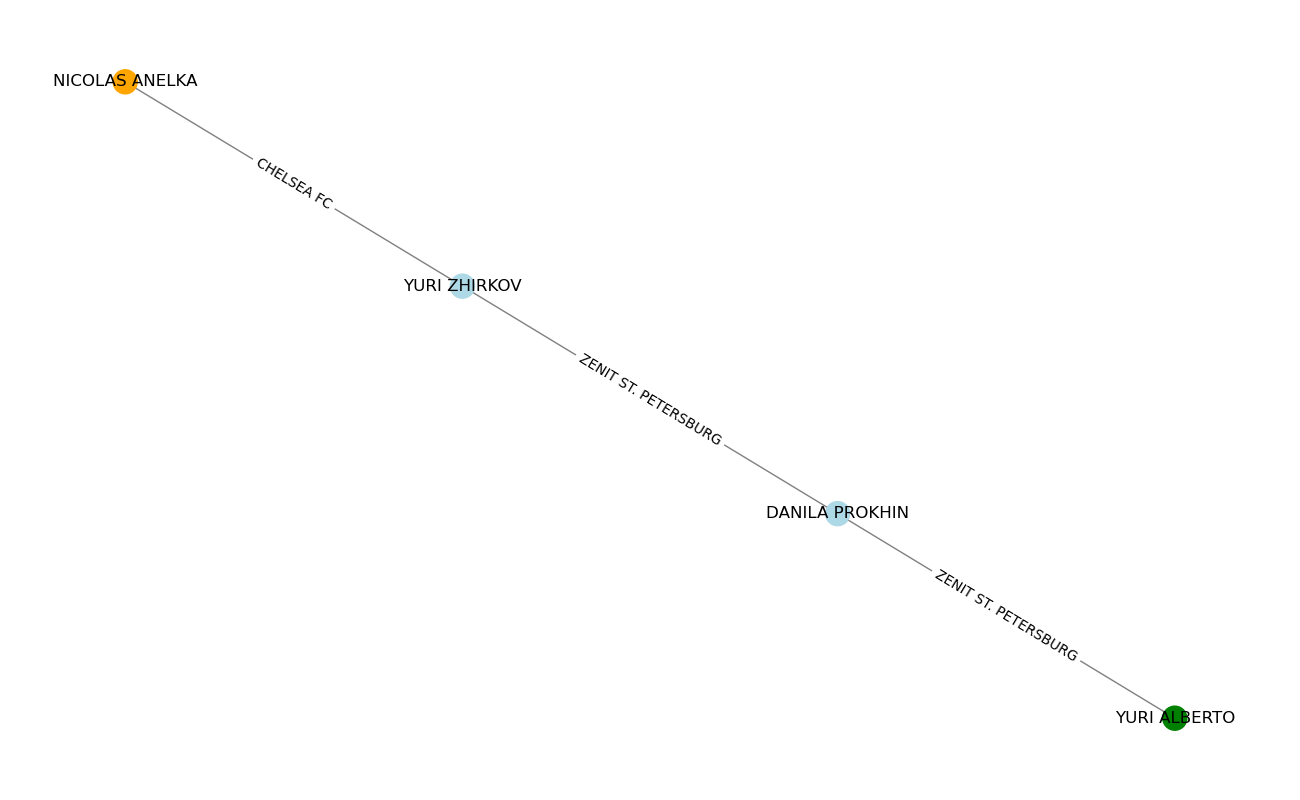 NICOLAS ANELKA
CHELSEA FC
YURI ZHIRKOV
ZENIT ST. PETERSBURG
DANILA PROKHIN
ZENIT ST. PETERSBURG
YURI ALBERTO